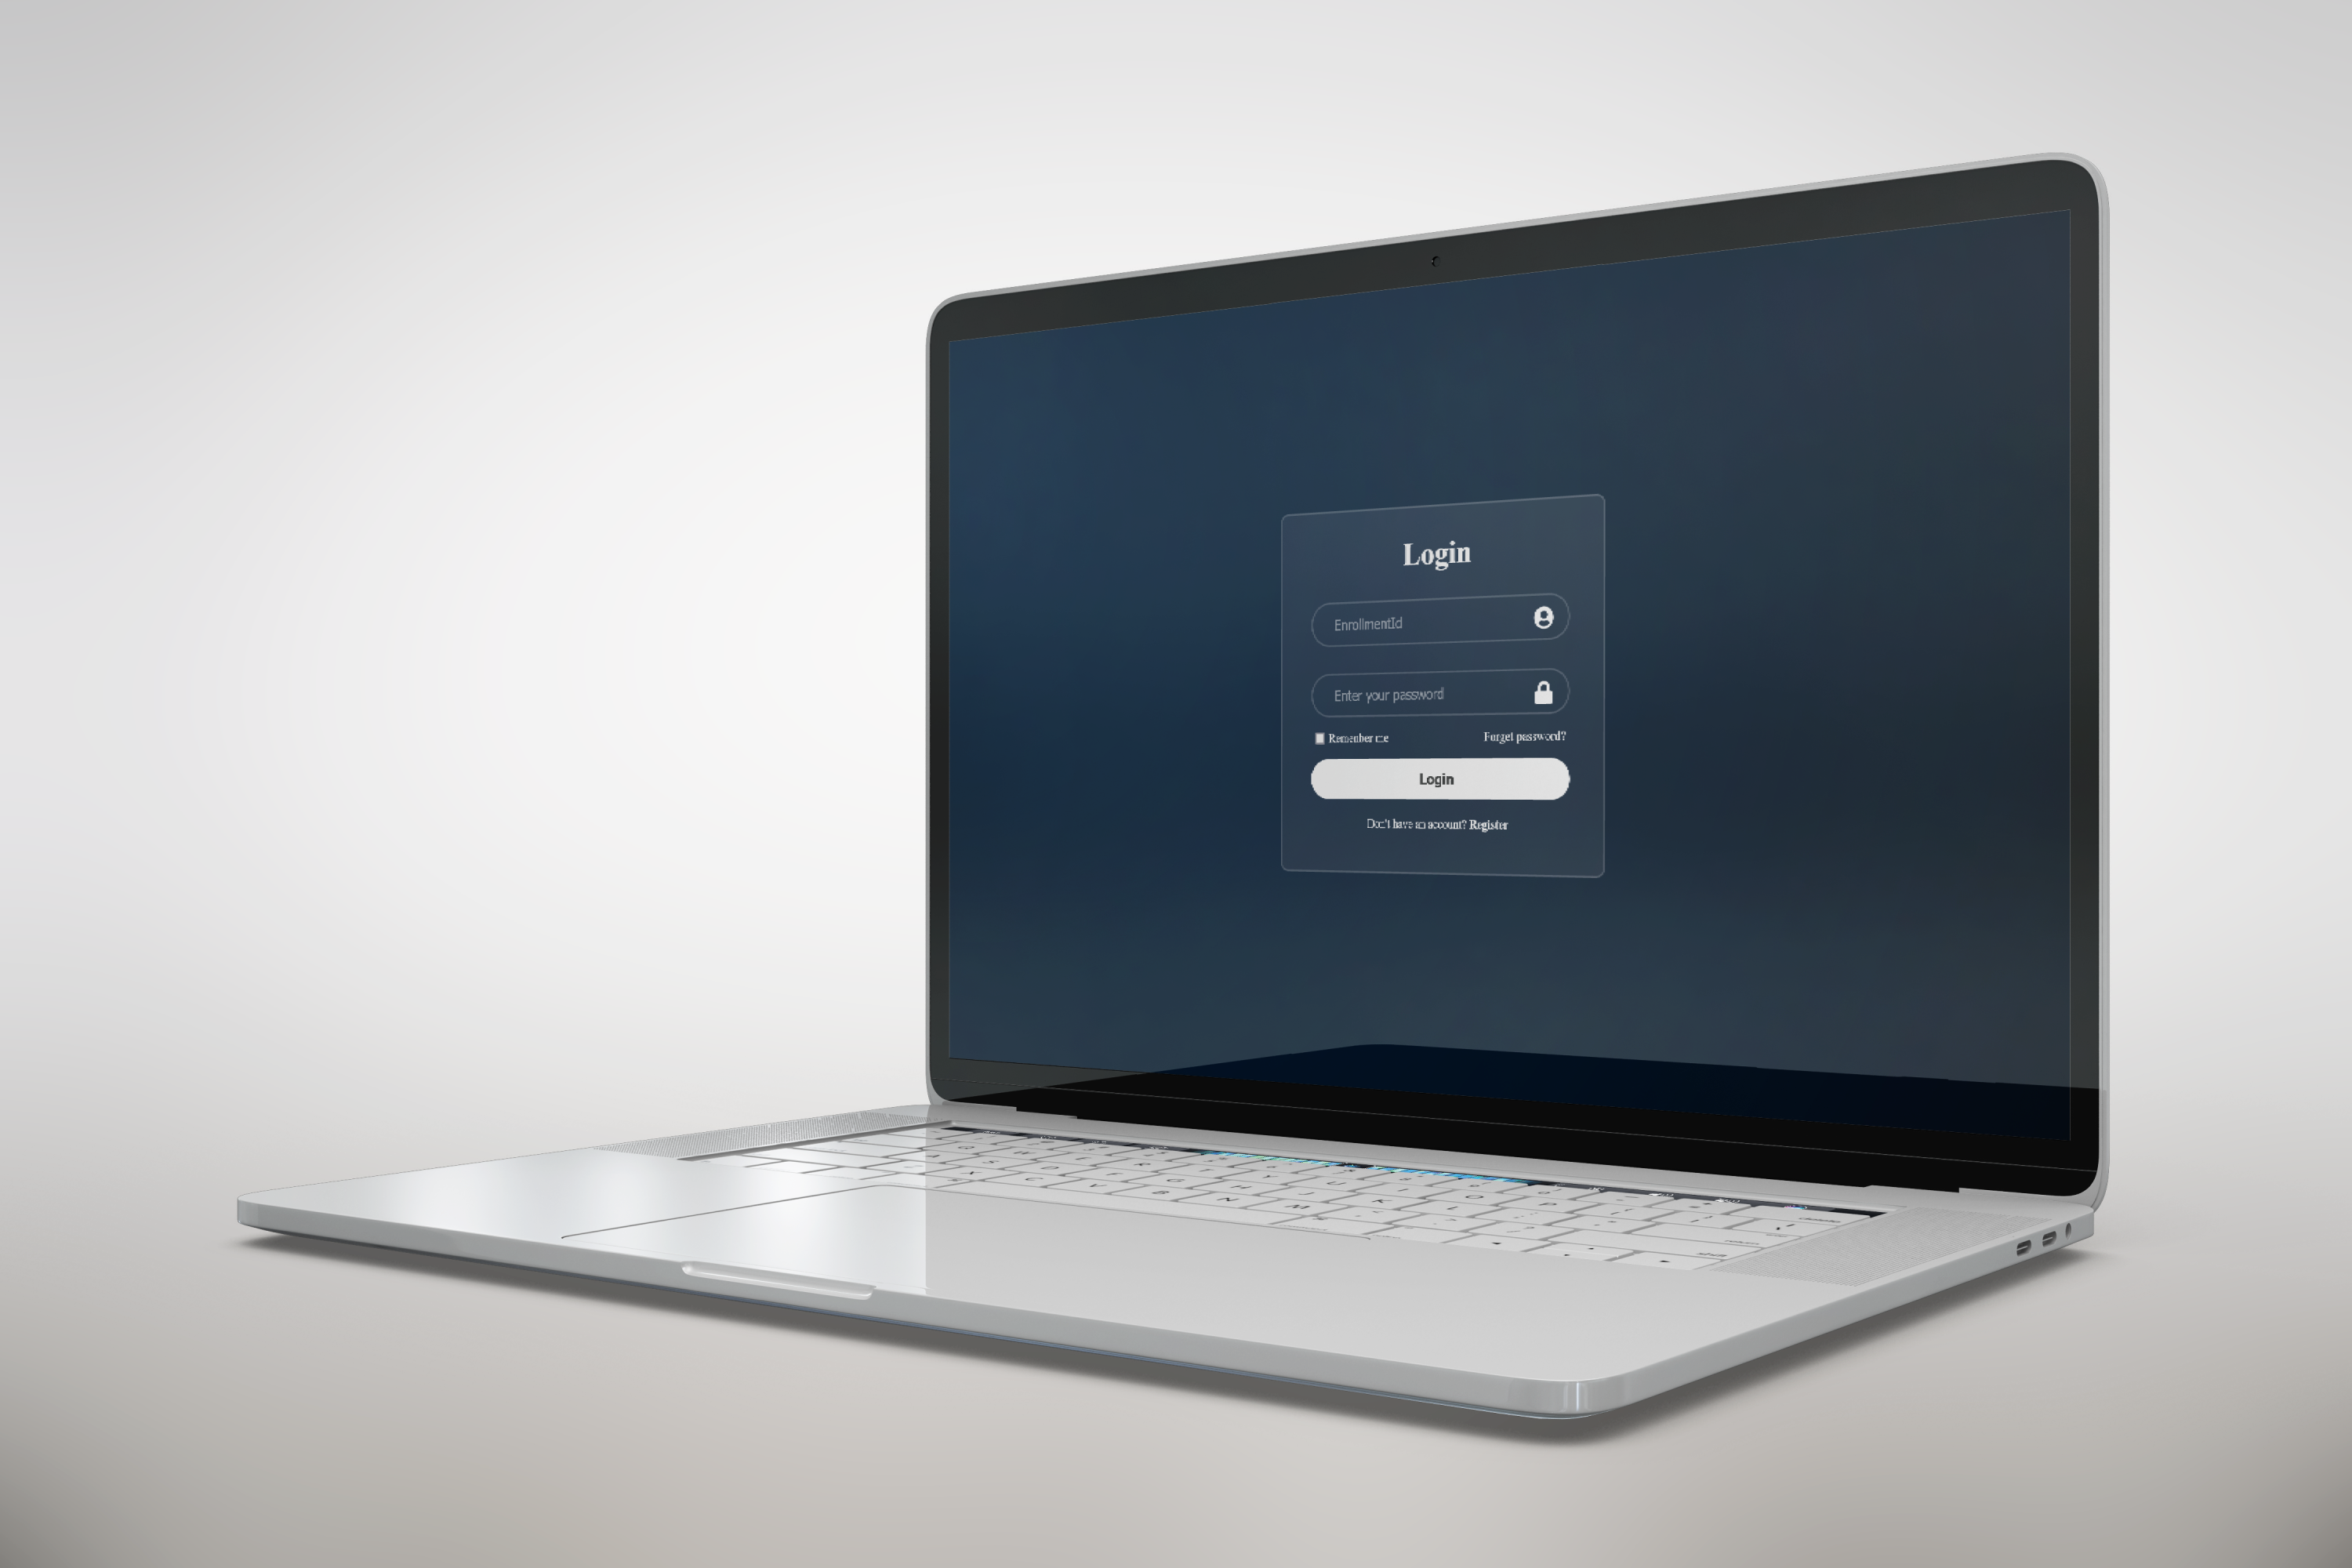 Login
EnrollmentId
Enter your password
Remember me Forget password?
Login
Don't have an account? Register